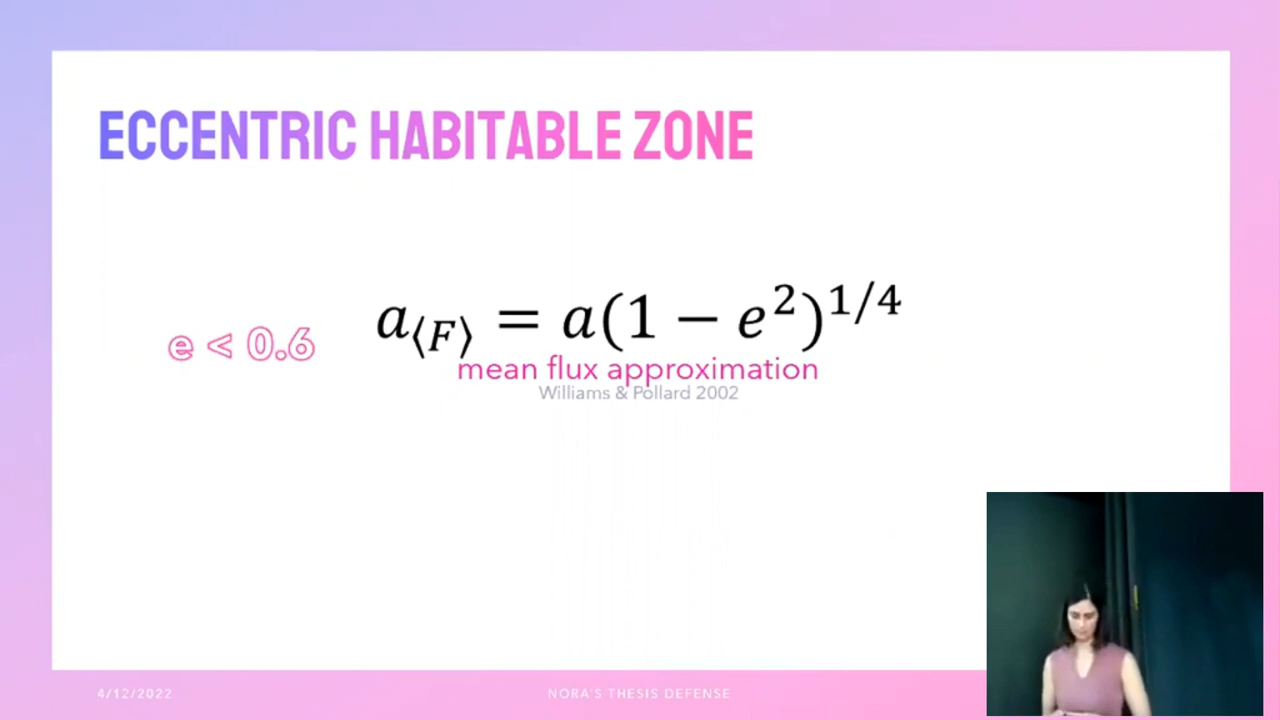 ECCENTRIC HABITABLE ZONE
e < 0.6
a⟨F⟩ = a(1 − e²)^{1/4}
mean flux approximation
Williams & Pollard 2002
4/12/2022
NORA'S THESIS DEFENSE